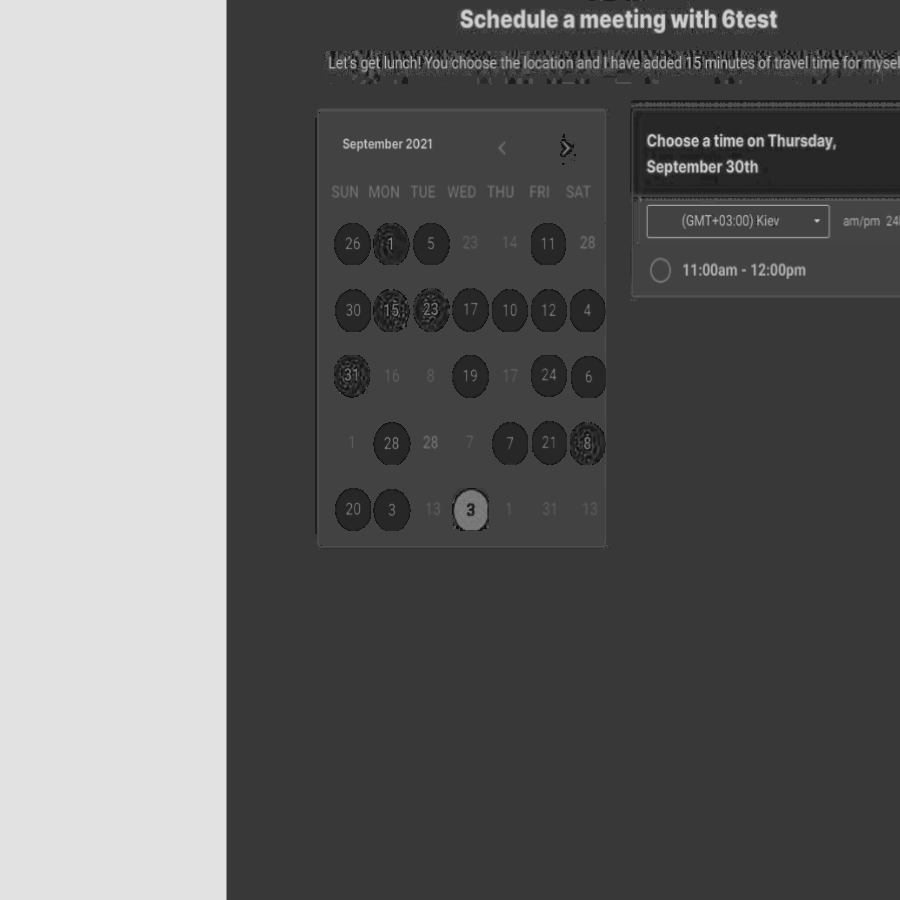 Schedule a meeting with 6test
Let's get lunch! You choose the location and I have added 15 minutes of travel time for mysel
September 2021
SUN MON TUE WED THU FRI SAT
26 1 5 23 14 11 28
30 15 23 17 10 12 4
31 16 8 19 17 24 6
1 28 28 7 7 21 8
20 3 13 3 1 31 13
Choose a time on Thursday,
September 30th
(GMT+03:00) Kiev am/pm 24
11:00am - 12:00pm